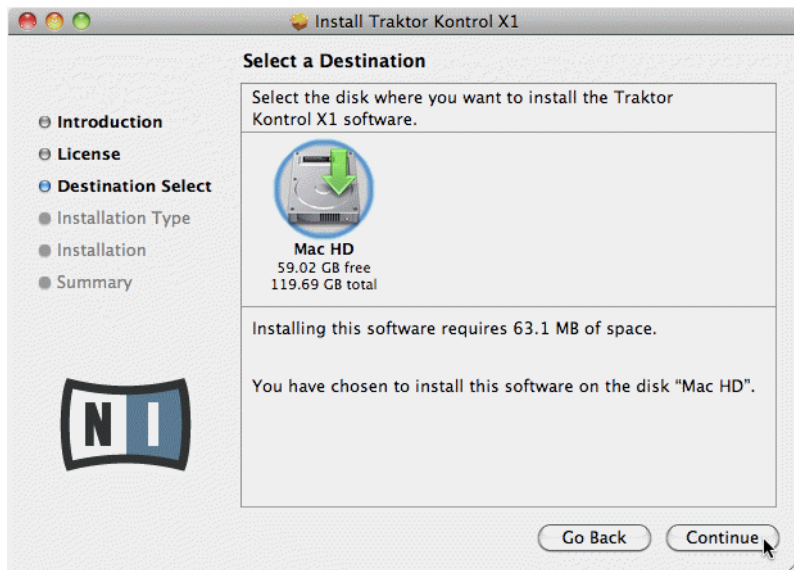 Install Traktor Kontrol X1
Select a Destination
Introduction
License
Destination Select
Installation Type
Installation
Summary
Select the disk where you want to install the Traktor
Kontrol X1 software.
Mac HD
59.02 GB free
119.69 GB total
Installing this software requires 63.1 MB of space.
You have chosen to install this software on the disk “Mac HD”.
N I
Go Back
Continue